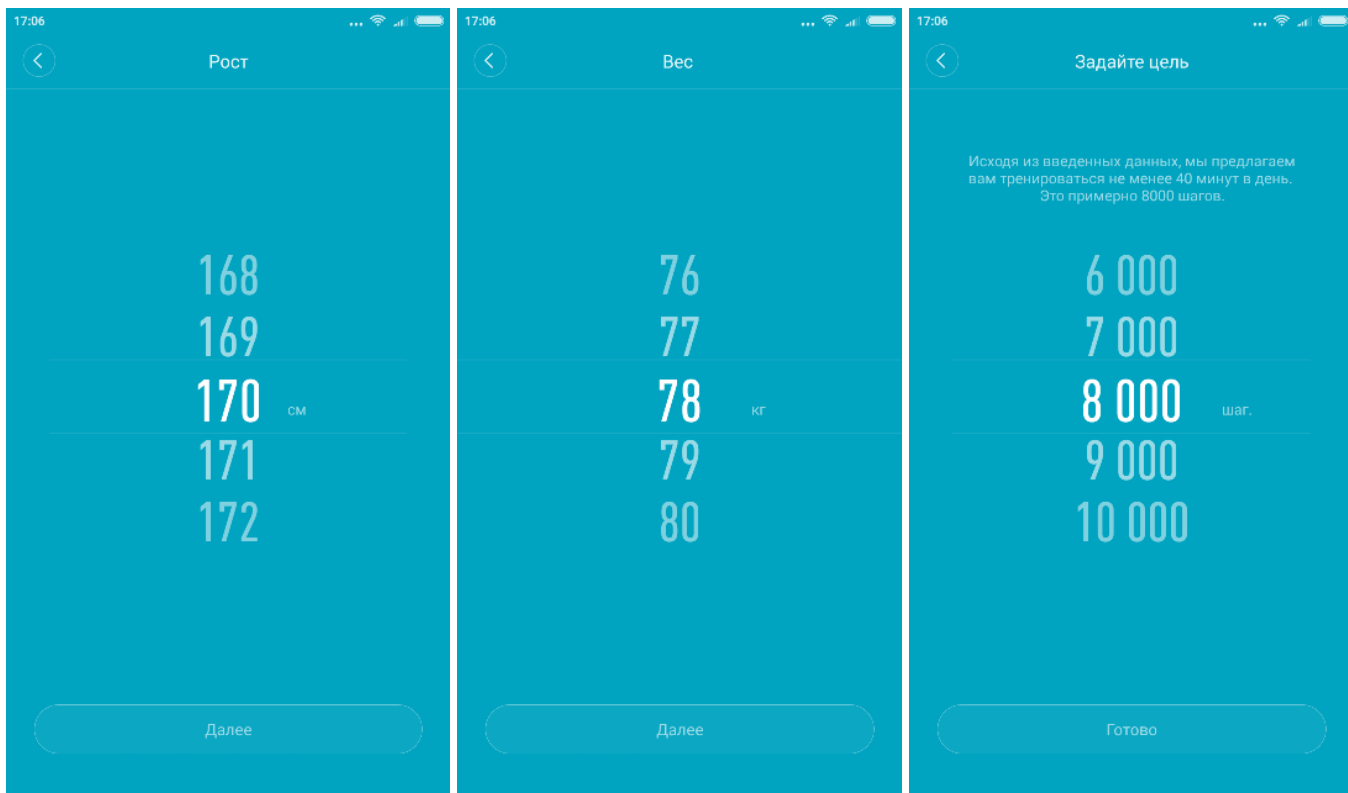 17:06
Рост
168
169
170 см
171
172
Далее
17:06
Вес
76
77
78 кг
79
80
Далее
17:06
Задайте цель
Исходя из введенных данных, мы предлагаем
вам тренироваться не менее 40 минут в день.
Это примерно 8000 шагов.
6 000
7 000
8 000 шаг.
9 000
10 000
Готово